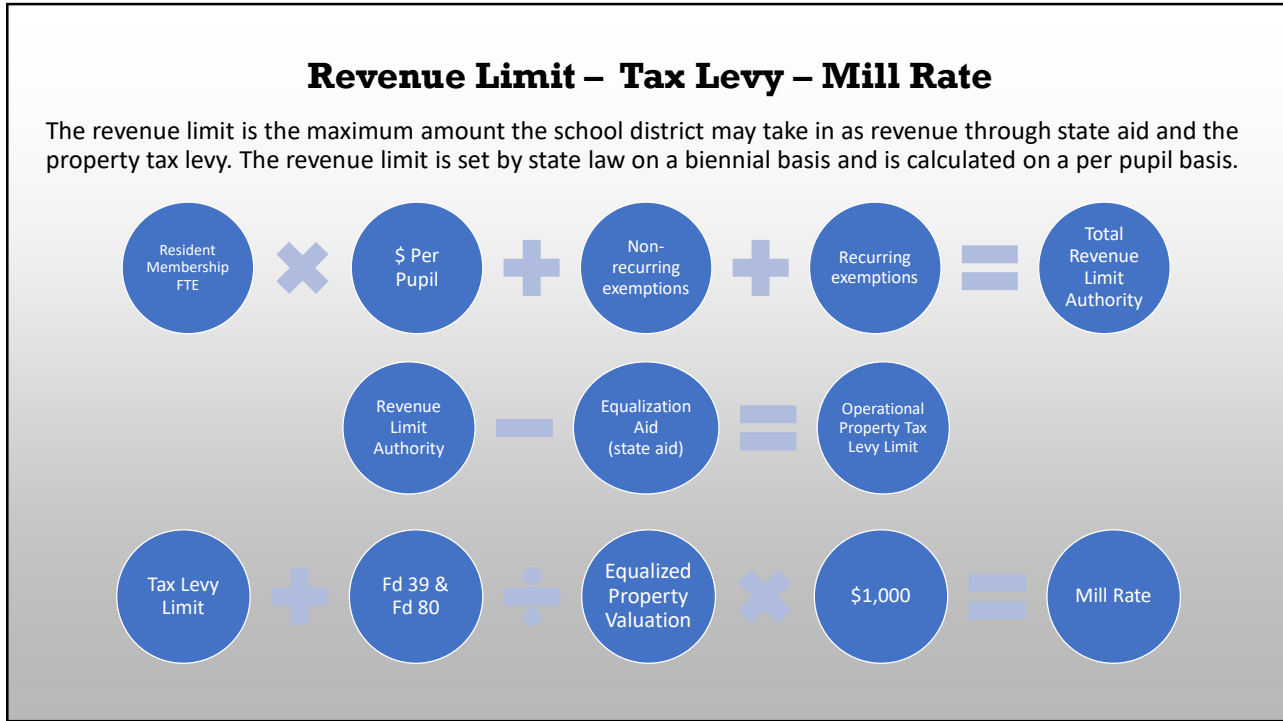 Revenue Limit – Tax Levy – Mill Rate
The revenue limit is the maximum amount the school district may take in as revenue through state aid and the
property tax levy. The revenue limit is set by state law on a biennial basis and is calculated on a per pupil basis.
Resident
Membership
FTE
$ Per
Pupil
Non-
recurring
exemptions
Recurring
exemptions
Total
Revenue
Limit
Authority
Revenue
Limit
Authority
Equalization
Aid
(state aid)
Operational
Property Tax
Levy Limit
Tax Levy
Limit
Fd 39 &
Fd 80
Equalized
Property
Valuation
$1,000
Mill Rate